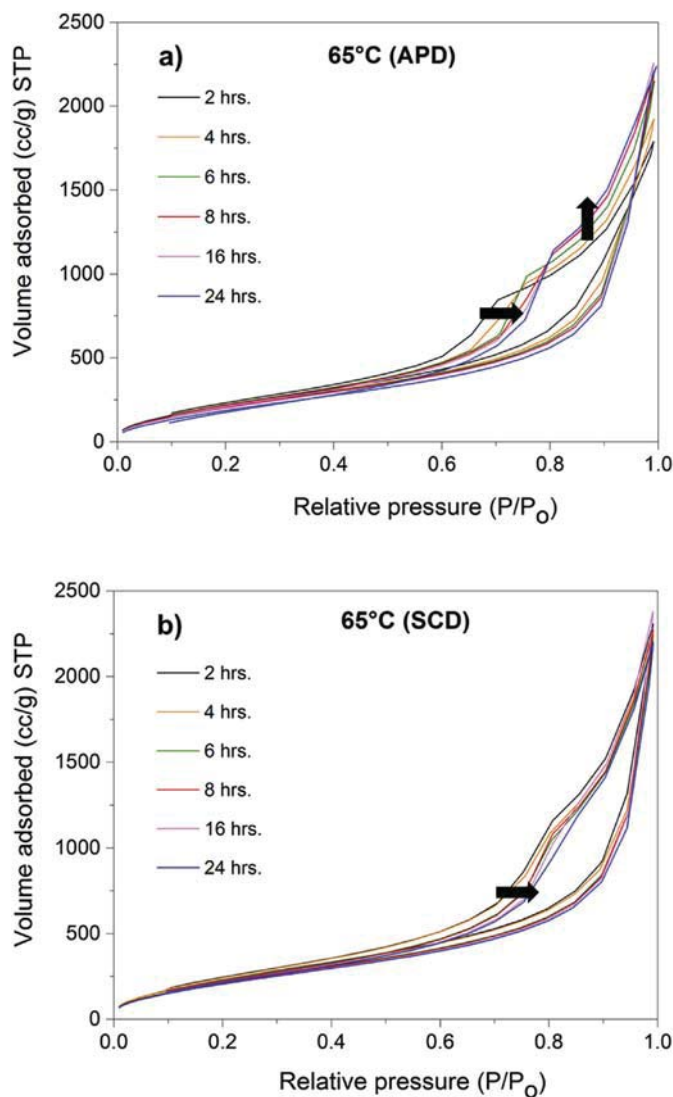 a)
65°C (APD)
2 hrs.
4 hrs.
6 hrs.
8 hrs.
16 hrs.
24 hrs.
Volume adsorbed (cc/g) STP
2500
2000
1500
1000
500
0
0.0 0.2 0.4 0.6 0.8 1.0
Relative pressure (P/Po)
b)
65°C (SCD)
2 hrs.
4 hrs.
6 hrs.
8 hrs.
16 hrs.
24 hrs.
Volume adsorbed (cc/g) STP
2500
2000
1500
1000
500
0
0.0 0.2 0.4 0.6 0.8 1.0
Relative pressure (P/Po)